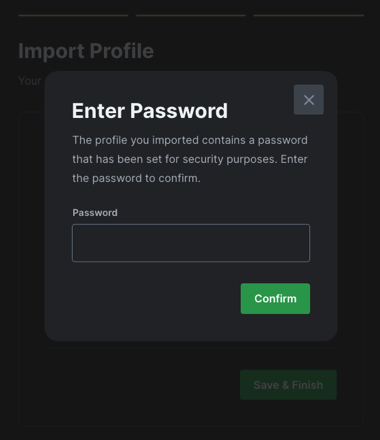 Import Profile
Your
Enter Password
The profile you imported contains a password
that has been set for security purposes. Enter
the password to confirm.
Password
Confirm
Save & Finish